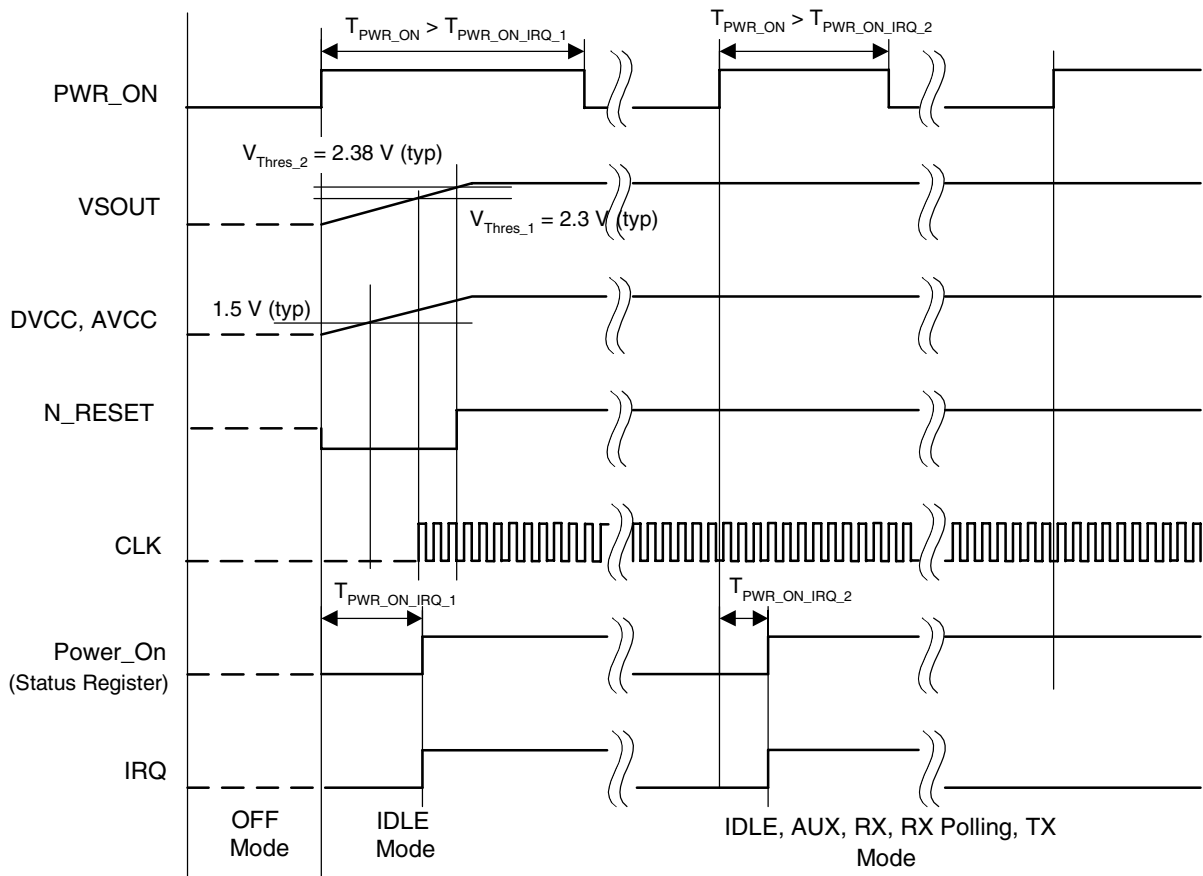 T_PWR_ON > T_PWR_ON_IRQ_1
T_PWR_ON > T_PWR_ON_IRQ_2
PWR_ON
V_Thres_2 = 2.38 V (typ)
VSOUT
V_Thres_1 = 2.3 V (typ)
1.5 V (typ)
DVCC, AVCC
N_RESET
CLK
T_PWR_ON_IRQ_1
T_PWR_ON_IRQ_2
Power_On
(Status Register)
IRQ
OFF
Mode
IDLE
Mode
IDLE, AUX, RX, RX Polling, TX
Mode